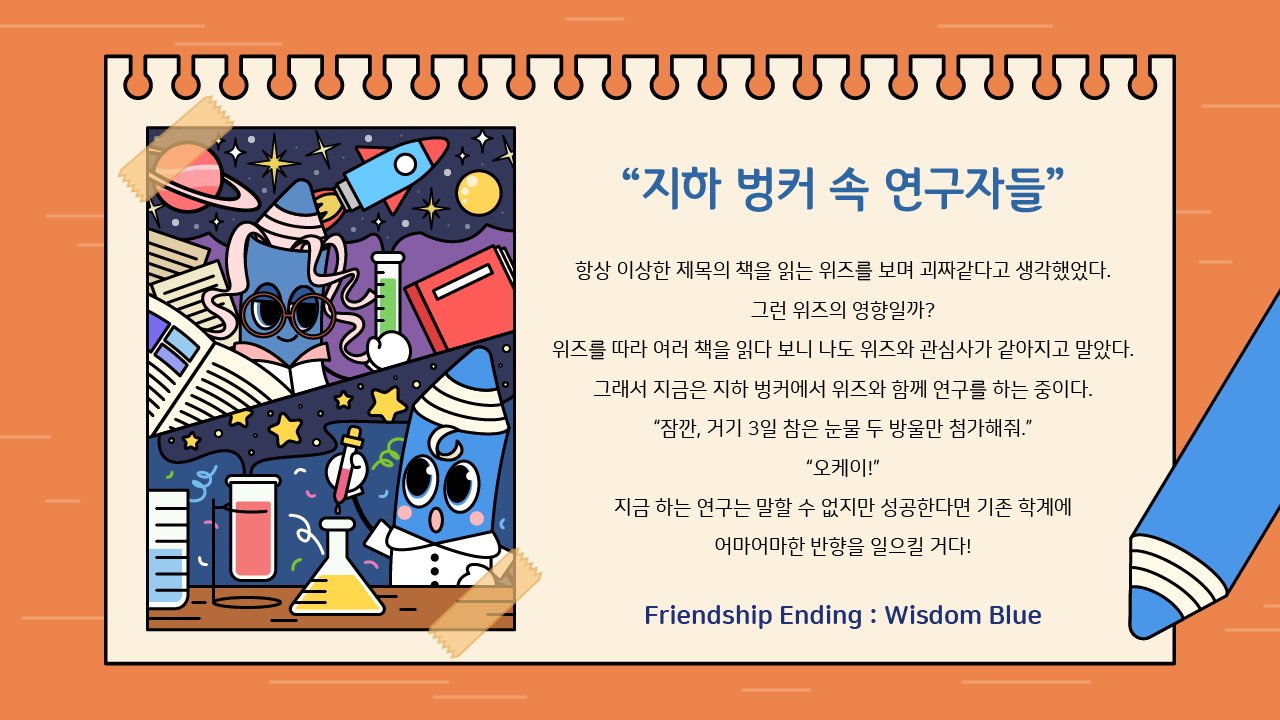 “지하 벙커 속 연구자들”
항상 이상한 제목의 책을 읽는 위즈를 보며 괴짜같다고 생각했었다.
그런 위즈의 영향일까?
위즈를 따라 여러 책을 읽다 보니 나도 위즈와 관심사가 같아지고 말았다.
그래서 지금은 지하 벙커에서 위즈와 함께 연구를 하는 중이다.
“잠깐, 거기 3일 참은 눈물 두 방울만 첨가해줘.”
“오케이!”
지금 하는 연구는 말할 수 없지만 성공한다면 기존 학계에
어마어마한 반향을 일으킬 거다!
Friendship Ending : Wisdom Blue